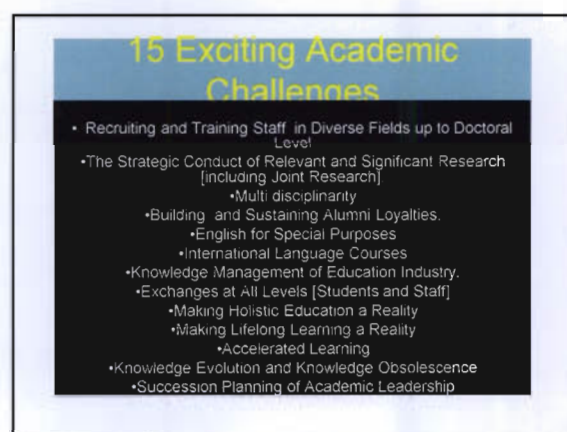 15 Exciting Academic
Challenges
• Recruiting and Training Staff in Diverse Fields up to Doctoral
Level
•The Strategic Conduct of Relevant and Significant Research
[including Joint Research]
•Multi disciplinarity
•Building and Sustaining Alumni Loyalties.
•English for Special Purposes
•International Language Courses
•Knowledge Management of Education Industry.
•Exchanges at All Levels [Students and Staff]
•Making Holistic Education a Reality
•Making Lifelong Learning a Reality
•Accelerated Learning
•Knowledge Evolution and Knowledge Obsolescence
•Succession Planning of Academic Leadership